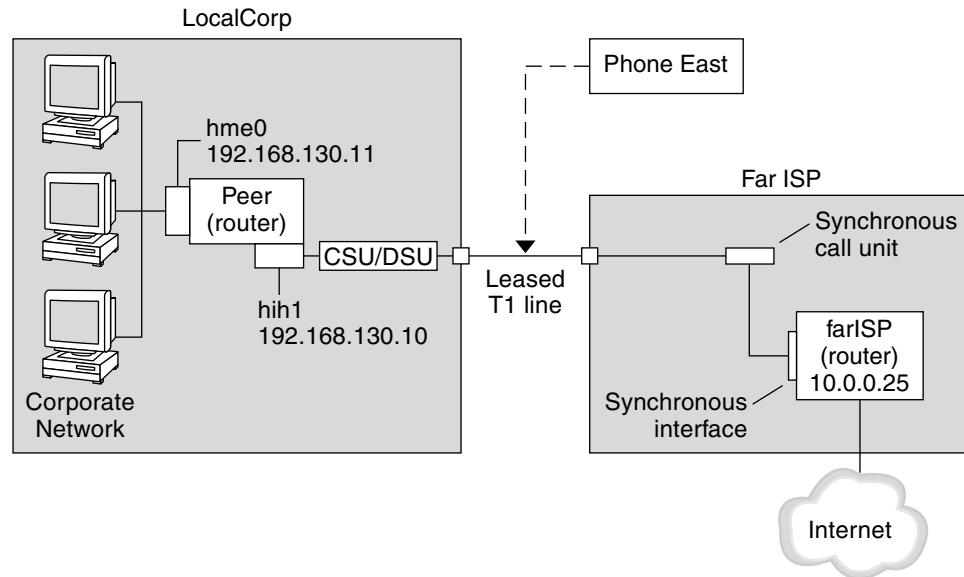 LocalCorp
Phone East
hme0
192.168.130.11
Peer
(router)
CSU/DSU
hih1
192.168.130.10
Corporate
Network
Leased
T1 line
Far ISP
Synchronous
call unit
farISP
(router)
10.0.0.25
Synchronous
interface
Internet